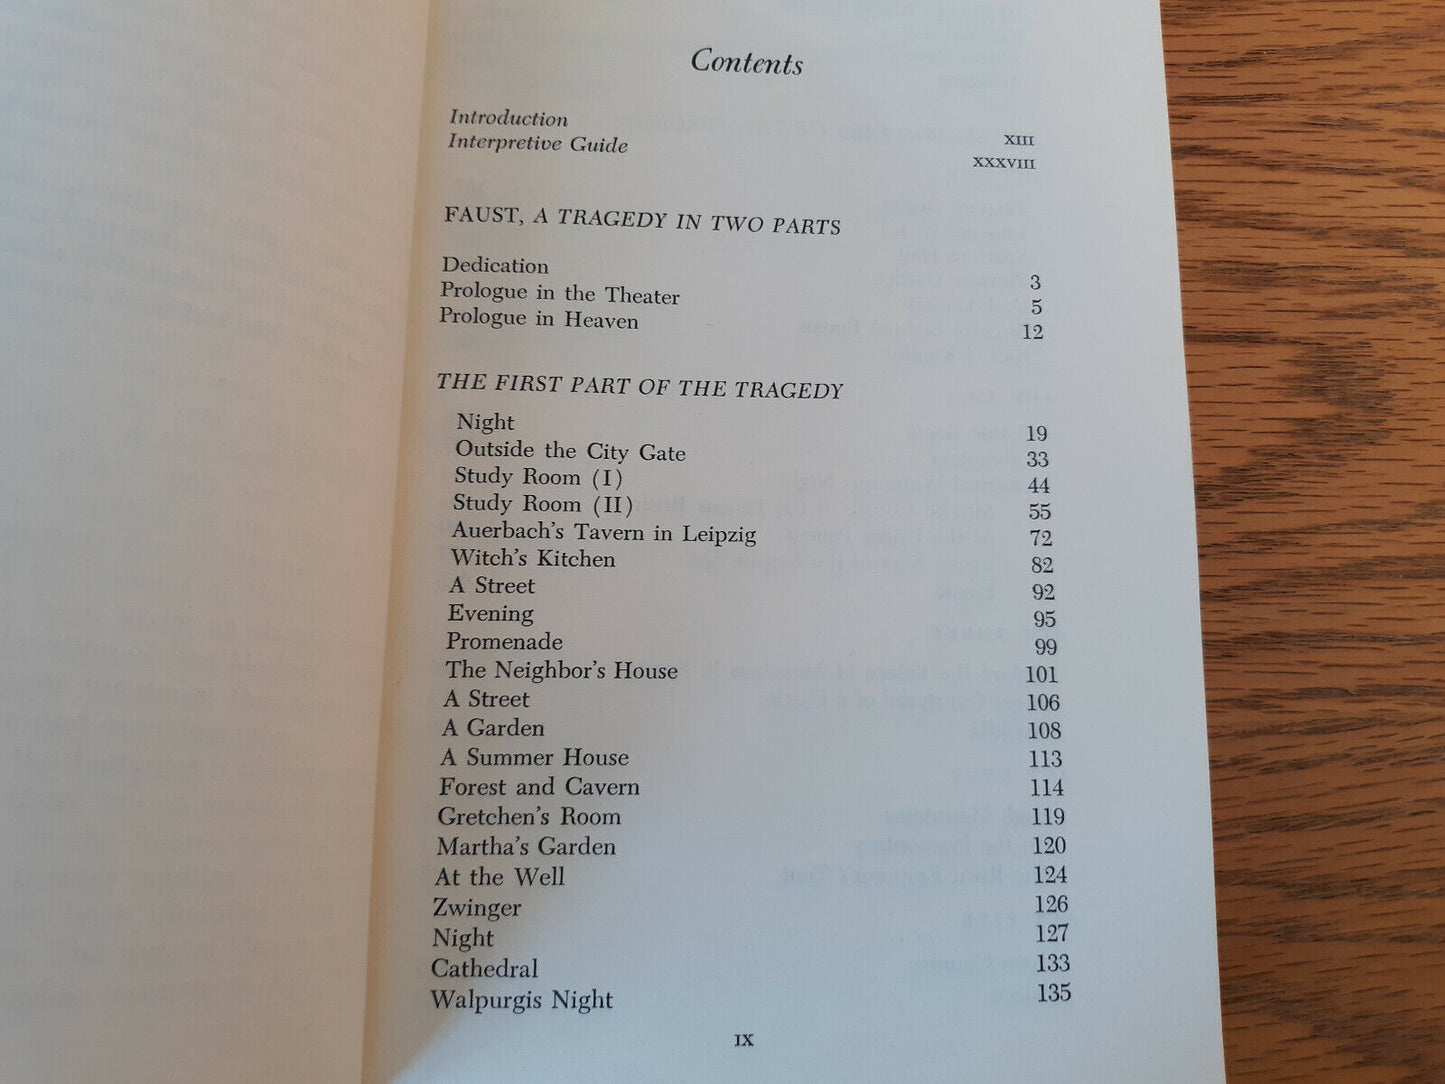 Contents
Introduction XIII
Interpretive Guide XXXVIII
FAUST, A TRAGEDY IN TWO PARTS
Dedication 3
Prologue in the Theater 5
Prologue in Heaven 12
THE FIRST PART OF THE TRAGEDY
Night 19
Outside the City Gate 33
Study Room (I) 44
Study Room (II) 55
Auerbach's Tavern in Leipzig 72
Witch's Kitchen 82
A Street 92
Evening 95
Promenade 99
The Neighbor's House 101
A Street 106
A Garden 108
A Summer House 113
Forest and Cavern 114
Gretchen's Room 119
Martha's Garden 120
At the Well 124
Zwinger 126
Night 127
Cathedral 133
Walpurgis Night 135
IX